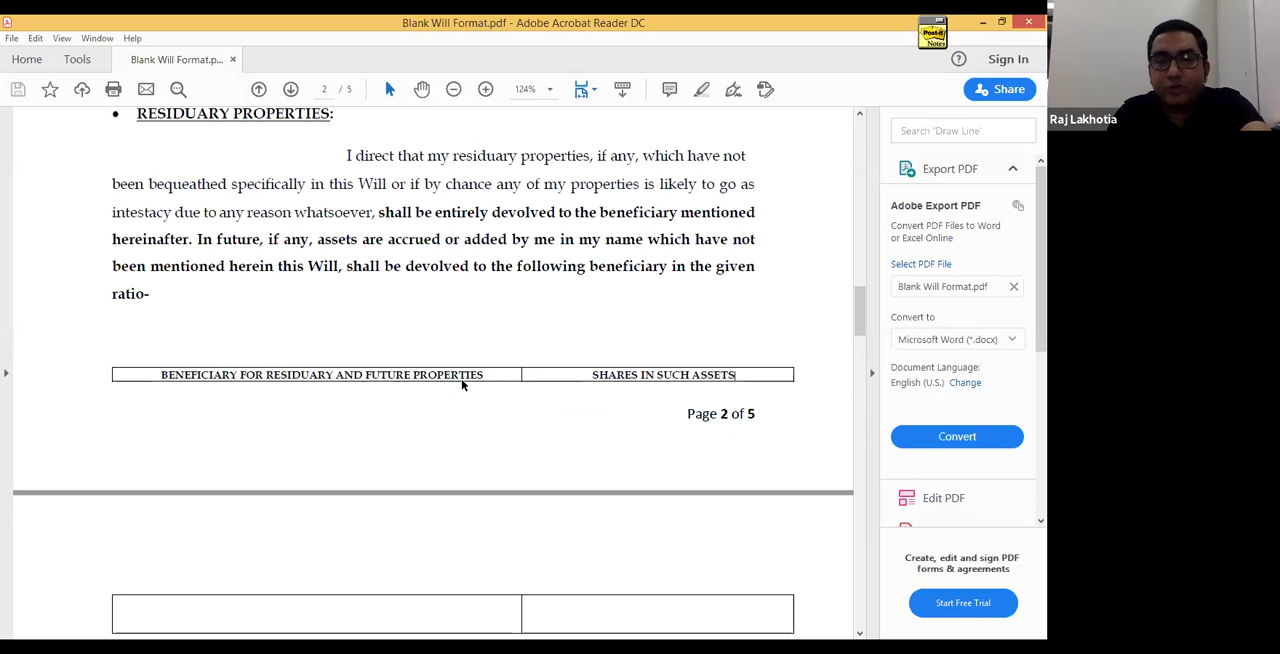 Blank Will Format.pdf - Adobe Acrobat Reader DC
Post-it
Notes
File Edit View Window Help
Home Tools Blank Will Format.p... × Sign In
2 / 5 124% Share
Raj Lakhotia
• RESIDUARY PROPERTIES:
I direct that my residuary properties, if any, which have not
been bequeathed specifically in this Will or if by chance any of my properties is likely to go as
intestacy due to any reason whatsoever, shall be entirely devolved to the beneficiary mentioned
hereinafter. In future, if any, assets are accrued or added by me in my name which have not
been mentioned herein this Will, shall be devolved to the following beneficiary in the given
ratio-
BENEFICIARY FOR RESIDUARY AND FUTURE PROPERTIES SHARES IN SUCH ASSETS
Page 2 of 5
Search 'Draw Line'
Export PDF
Adobe Export PDF
Convert PDF Files to Word
or Excel Online
Select PDF File
Blank Will Format.pdf
Convert to
Microsoft Word (*.docx)
Document Language:
English (U.S.) Change
Convert
Edit PDF
Create, edit and sign PDF
forms & agreements
Start Free Trial